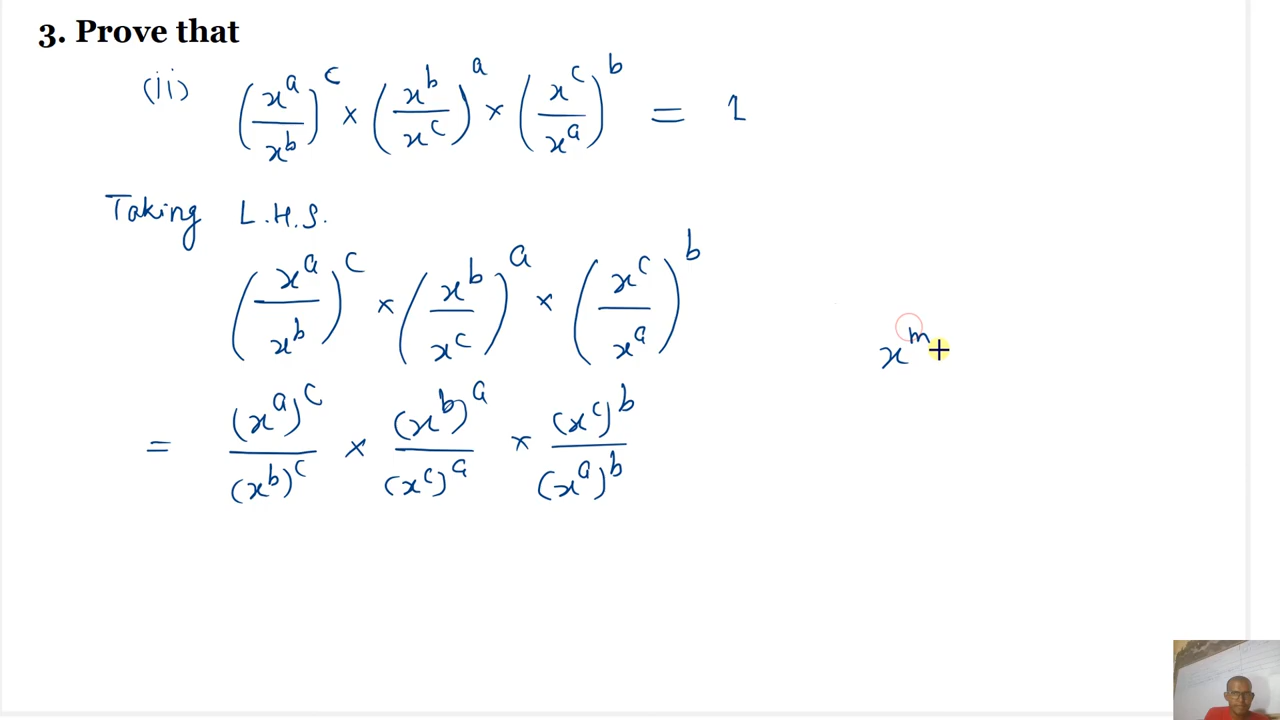 3. Prove that
(ii) (x^a/x^b)^c × (x^b/x^c)^a × (x^c/x^a)^b = 1
Taking L.H.S.
(x^a/x^b)^c × (x^b/x^c)^a × (x^c/x^a)^b
x^m
= (x^a)^c/(x^b)^c × (x^b)^a/(x^c)^a × (x^c)^b/(x^a)^b